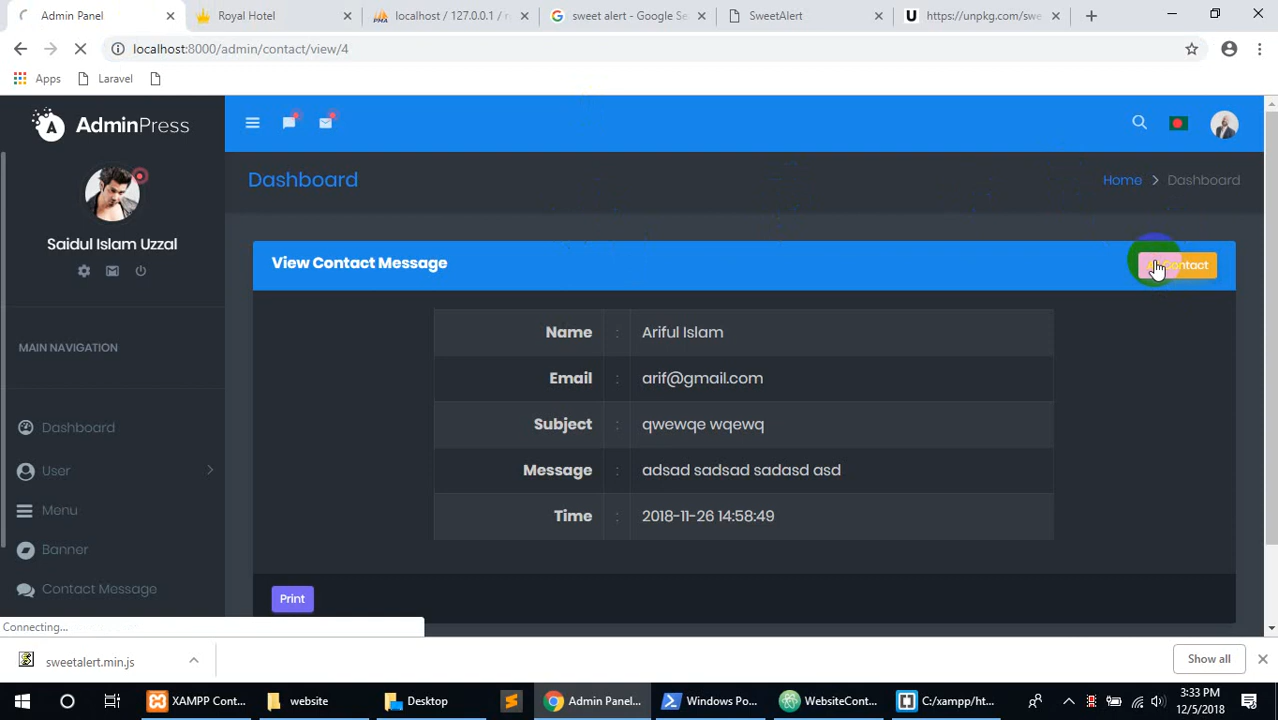 Admin Panel
Royal Hotel
localhost / 127.0.0.1 /
sweet alert - Google Se
SweetAlert
https://unpkg.com/swe
localhost:8000/admin/contact/view/4
Apps
Laravel
AdminPress
Dashboard
Home > Dashboard
Saidul Islam Uzzal
View Contact Message
Contact
MAIN NAVIGATION
Name : Ariful Islam
Email : arif@gmail.com
Subject : qwewqe wqewq
Message : adsad sadsad sadasd asd
Time : 2018-11-26 14:58:49
Dashboard
User
Menu
Banner
Contact Message
Print
Connecting...
sweetalert.min.js
Show all
XAMPP Cont...
website
Desktop
Admin Panel...
Windows Po...
WebsiteCont...
C:/xampp/ht...
3:33 PM
12/5/2018